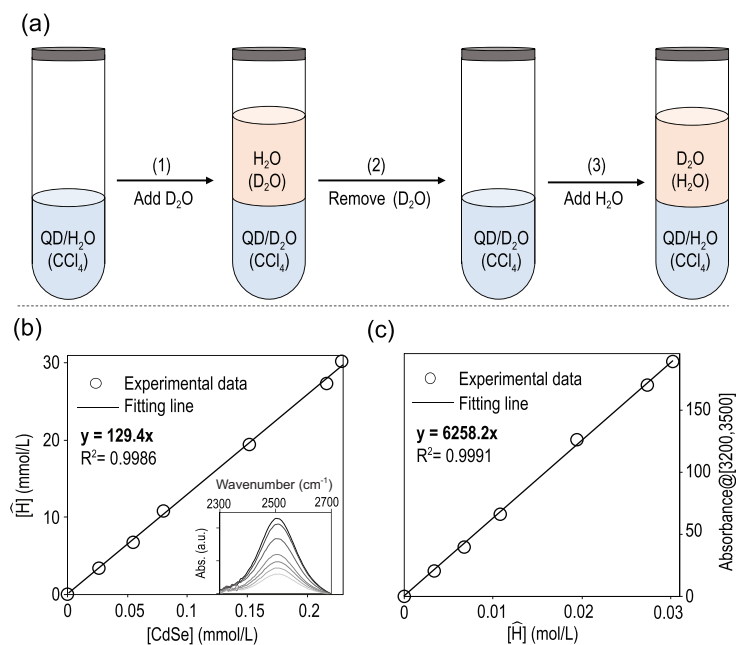 (a)
(1)
Add D₂O
H₂O
(D₂O)
(2)
Remove (D₂O)
(3)
Add H₂O
D₂O
(H₂O)
QD/H₂O
(CCl₄)
QD/D₂O
(CCl₄)
QD/D₂O
(CCl₄)
QD/H₂O
(CCl₄)
(b)
30
20
10
0
[Ĥ] (mmol/L)
Experimental data
Fitting line
y = 129.4x
R²= 0.9986
Wavenumber (cm⁻¹)
2300 2500 2700
Abs. (a.u.)
0 0.05 0.1 0.15 0.2
[CdSe] (mmol/L)
(c)
Experimental data
Fitting line
y = 6258.2x
R²= 0.9991
150
100
50
0
Absorbance@[3200,3500]
0 0.01 0.02 0.03
[Ĥ] mol/L)